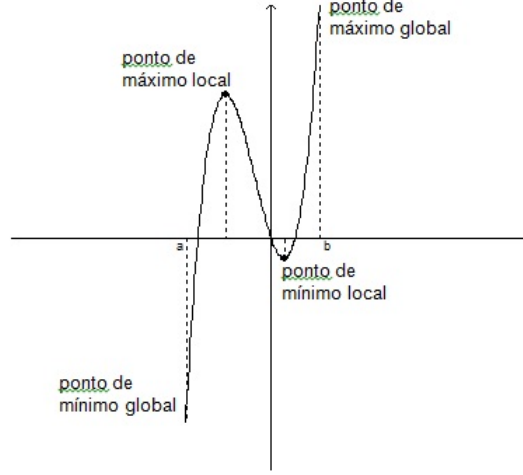 ponto de
máximo global
ponto de
máximo local
a
b
ponto de
mínimo local
ponto de
mínimo global